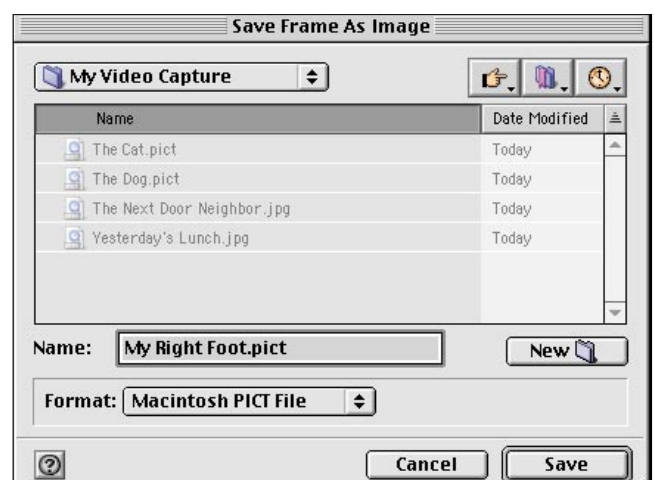 Save Frame As Image
My Video Capture
Name Date Modified
The Cat.pict Today
The Dog.pict Today
The Next Door Neighbor.jpg Today
Yesterday's Lunch.jpg Today
Name: My Right Foot.pict New
Format: Macintosh PICT File
? Cancel Save